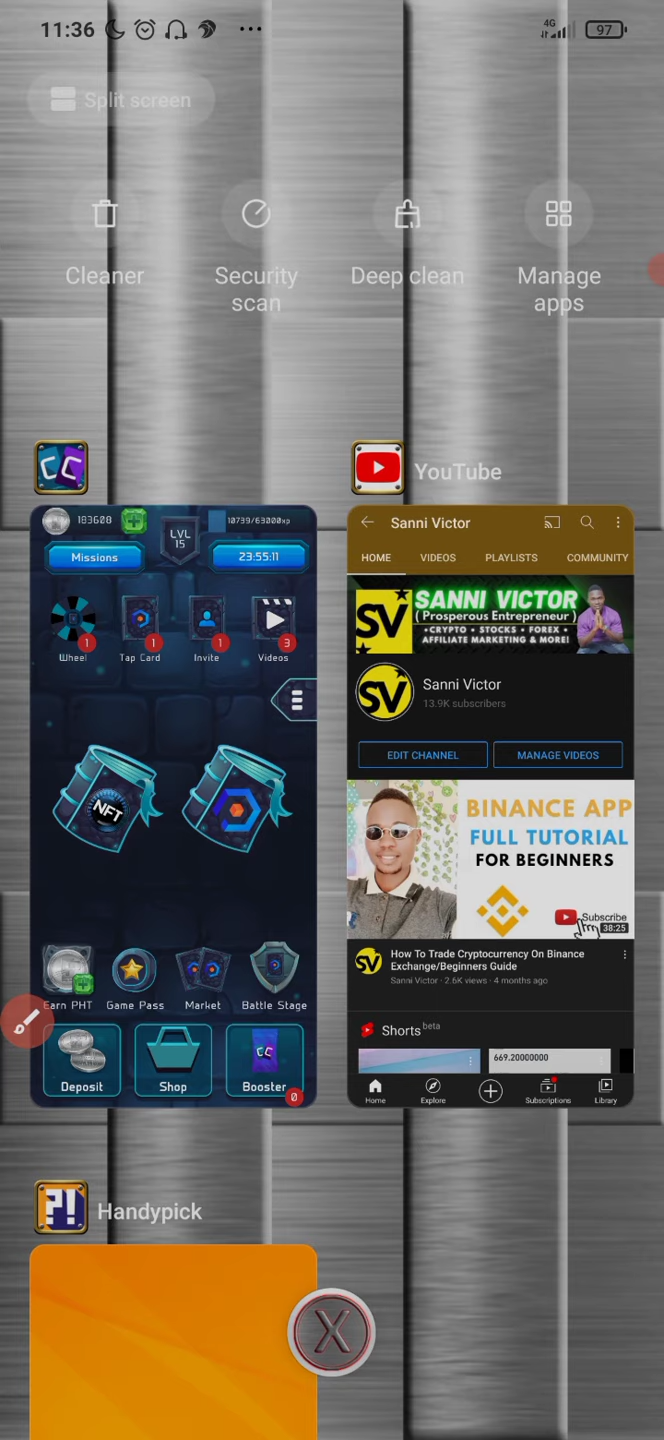 11:36
4G
97
Split screen
Cleaner
Security scan
Deep clean
Manage apps
CC
YouTube
183608
LVL 15
10739/63000xp
Missions
23:55:11
1
1
1
3
Wheel
Tap Card
Invite
Videos
NFT
Earn PHT
Game Pass
Market
Battle Stage
CC
Deposit
Shop
Booster
0
Sanni Victor
HOME
VIDEOS
PLAYLISTS
COMMUNITY
SV
SANNI VICTOR
( Prosperous Entrepreneur )
•CRYPTO • STOCKS • FOREX •
AFFILIATE MARKETING & MORE!
SV
Sanni Victor
13.9K subscribers
EDIT CHANNEL
MANAGE VIDEOS
BINANCE APP
FULL TUTORIAL
FOR BEGINNERS
Subscribe
38:25
SV
How To Trade Cryptocurrency On Binance
Exchange/Beginners Guide
Sanni Victor · 2.6K views · 4 months ago
Shorts beta
669.20000000
Home
Explore
Subscriptions
Library
?!
Handypick
X